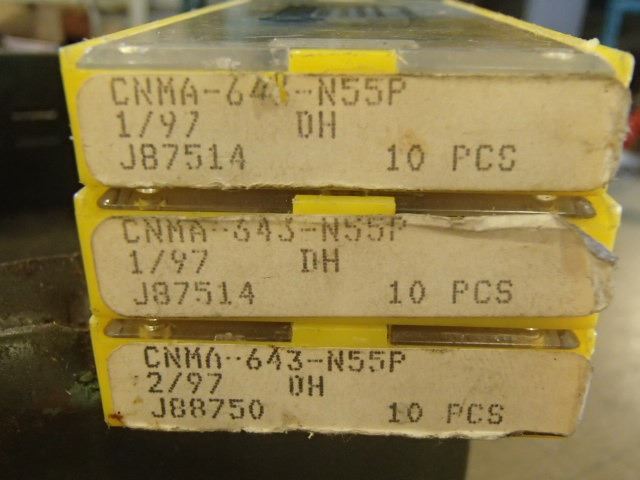 CNMA-643-N55P
1/97 DH
J87514 10 PCS
CNMA-643-N55P
1/97 DH
J87514 10 PCS
CNMA-643-N55P
2/97 DH
J88750 10 PCS